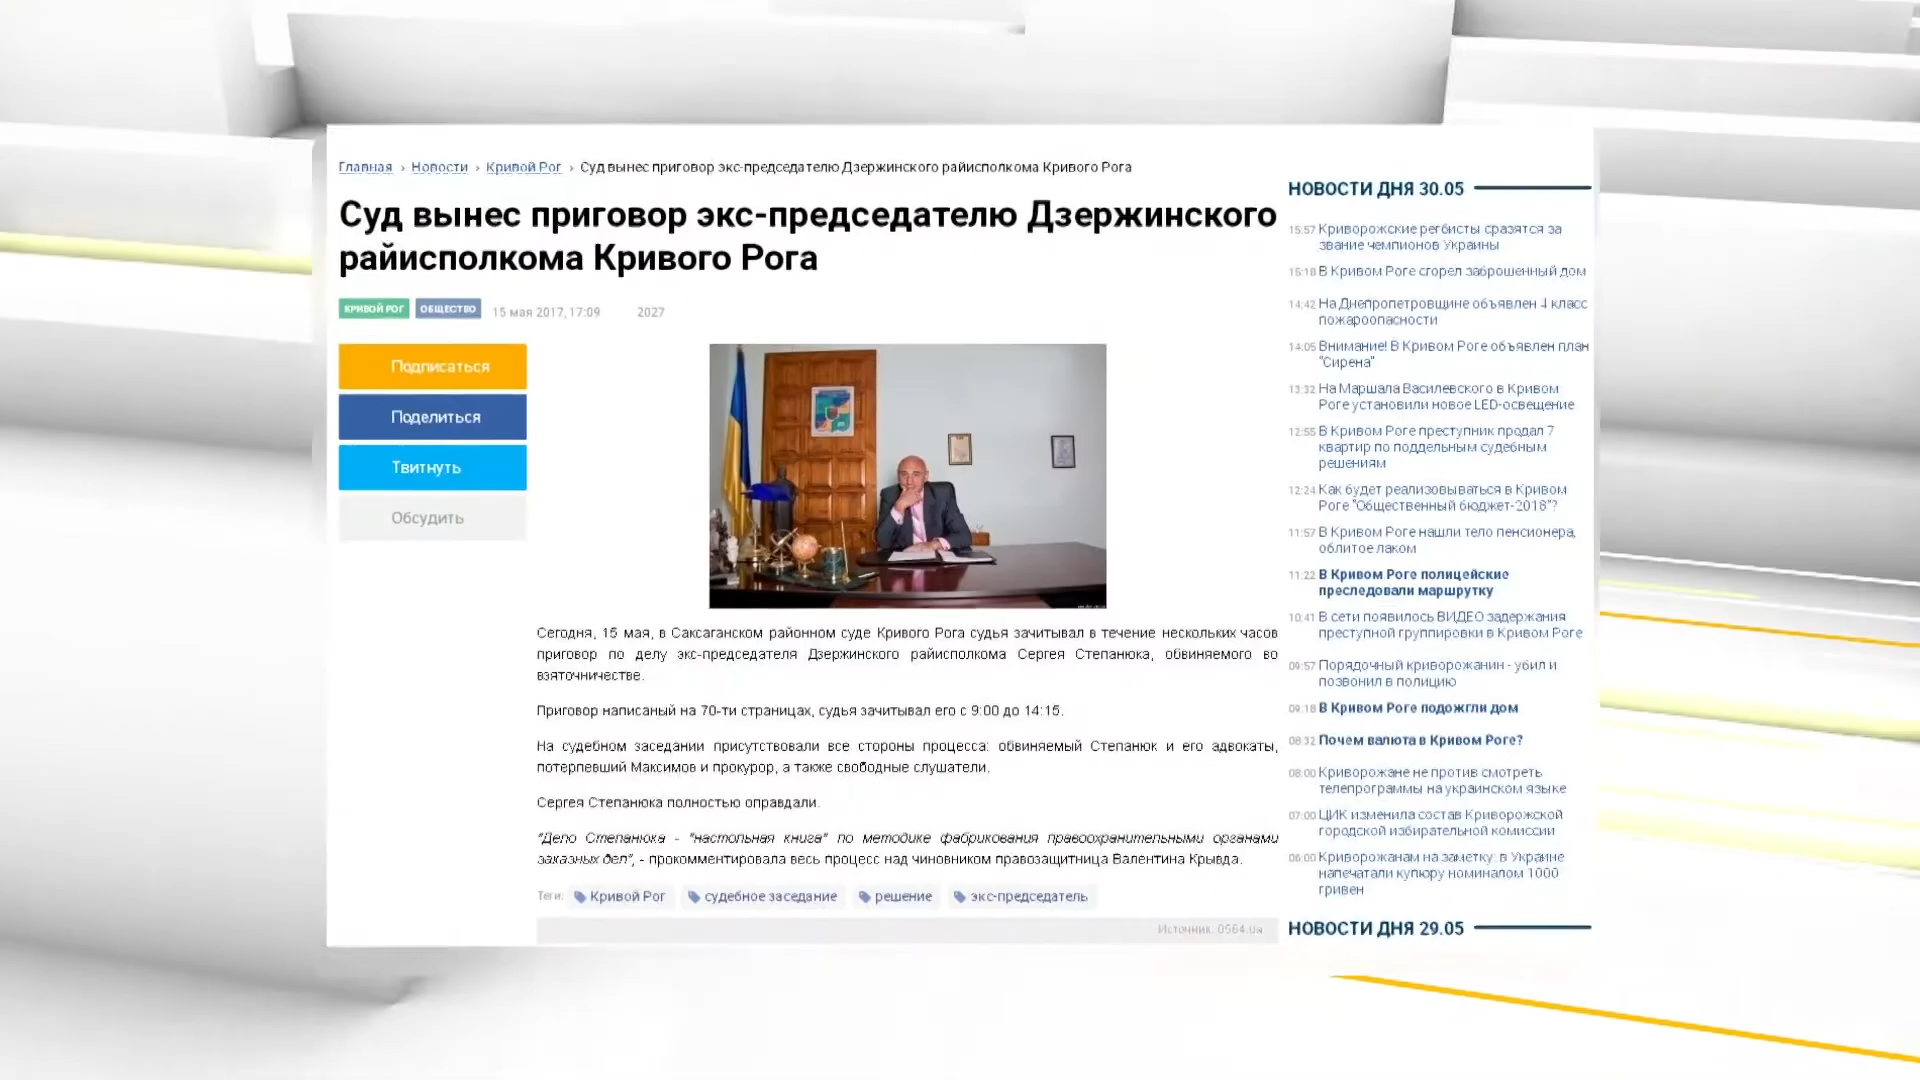 Главная › Новости › Кривой Рог › Суд вынес приговор экс-председателю Дзержинского райисполкома Кривого Рога
Суд вынес приговор экс-председателю Дзержинского
райисполкома Кривого Рога
КРИВОЙ РОГ ОБЩЕСТВО 15 мая 2017, 17:09 2027
Подписаться
Поделиться
Твитнуть
Обсудить
Сегодня, 15 мая, в Саксаганском районном суде Кривого Рога судья зачитывал в течение нескольких часов
приговор по делу экс-председателя Дзержинского райисполкома Сергея Степанюка, обвиняемого во
взяточничестве.
Приговор написаный на 70-ти страницах, судья зачитывал его с 9:00 до 14:15.
На судебном заседании присутствовали все стороны процесса: обвиняемый Степанюк и его адвокаты,
потерпевший Максимов и прокурор, а также свободные слушатели.
Сергея Степанюка полностью оправдали.
"Дело Степанюка - "настольная книга" по методике фабрикования правоохранительными органами
заказных дел", - прокомментировала весь процесс над чиновником правозащитница Валентина Крывда.
Теги: Кривой Рог судебное заседание решение экс-председатель
Источник: 0564.ua
НОВОСТИ ДНЯ 30.05
15:57 Криворожские регбисты сразятся за
звание чемпионов Украины
15:18 В Кривом Роге сгорел заброшенный дом
14:42 На Днепропетровщине объявлен 4 класс
пожароопасности
14:05 Внимание! В Кривом Роге объявлен план
"Сирена"
13:32 На Маршала Василевского в Кривом
Роге установили новое LED-освещение
12:55 В Кривом Роге преступник продал 7
квартир по поддельным судебным
решениям
12:24 Как будет реализовываться в Кривом
Роге "Общественный бюджет-2018"?
11:57 В Кривом Роге нашли тело пенсионера,
облитое лаком
11:22 В Кривом Роге полицейские
преследовали маршрутку
10:41 В сети появилось ВИДЕО задержания
преступной группировки в Кривом Роге
09:57 Порядочный криворожанин - убил и
позвонил в полицию
09:18 В Кривом Роге подожгли дом
08:32 Почем валюта в Кривом Роге?
08:00 Криворожане не против смотреть
телепрограммы на украинском языке
07:00 ЦИК изменила состав Криворожской
городской избирательной комиссии
06:00 Криворожанам на заметку: в Украине
напечатали купюру номиналом 1000
гривен
НОВОСТИ ДНЯ 29.05